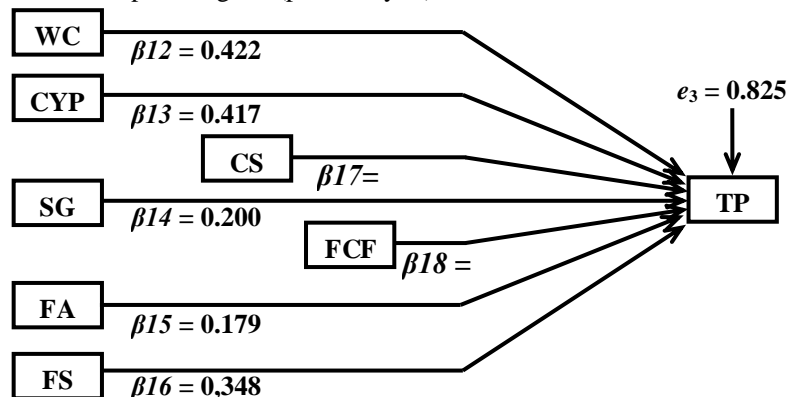 WC
β12 = 0.422
CYP
β13 = 0.417
e3 = 0.825
CS
β17=
SG
β14 = 0.200
TP
FCF
β18 =
FA
β15 = 0.179
FS
β16 = 0,348